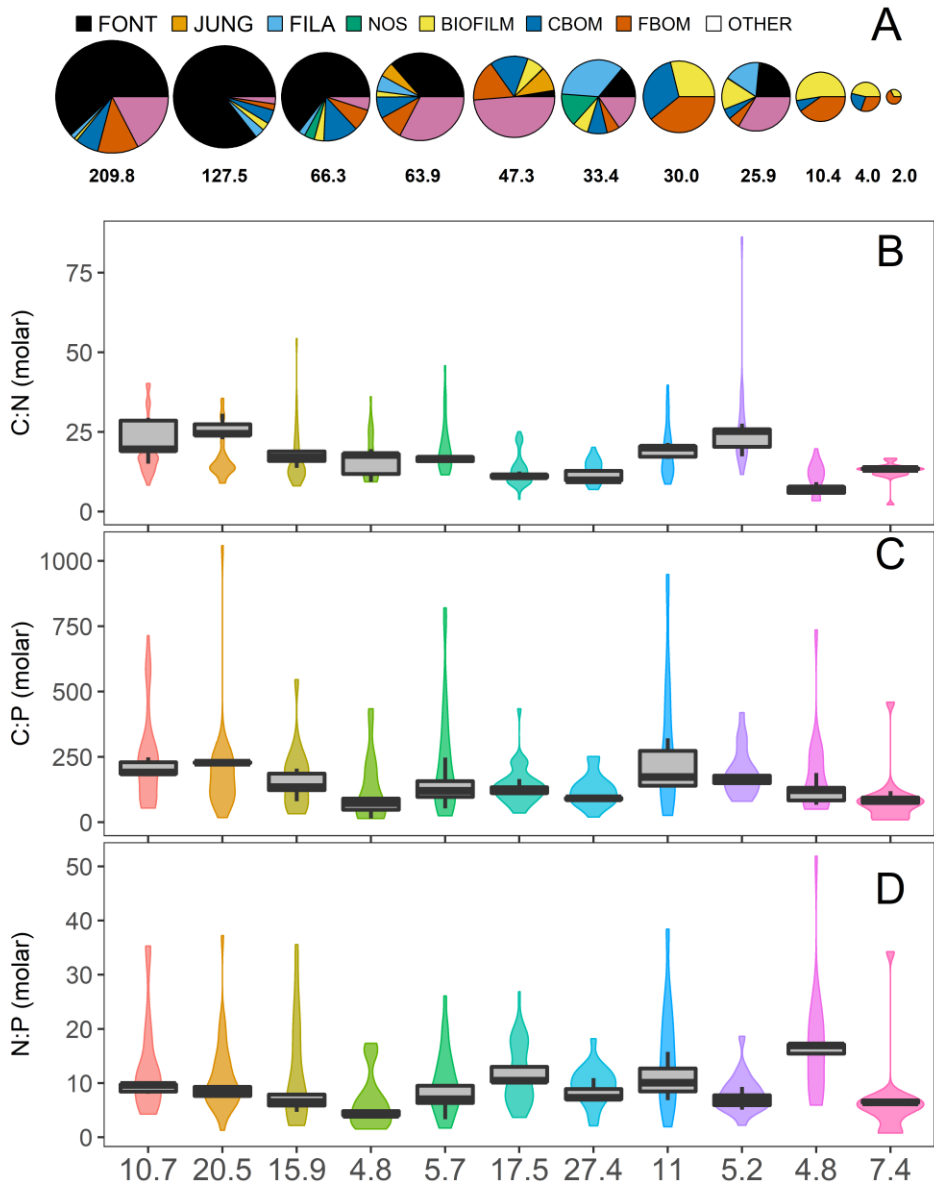 FONT JUNG FILA NOS BIOFILM CBOM FBOM OTHER
A
209.8 127.5 66.3 63.9 47.3 33.4 30.0 25.9 10.4 4.0 2.0
B
C:N (molar)
75
50
25
0
C
C:P (molar)
1000
750
500
250
0
D
N:P (molar)
50
40
30
20
10
0
10.7 20.5 15.9 4.8 5.7 17.5 27.4 11 5.2 4.8 7.4